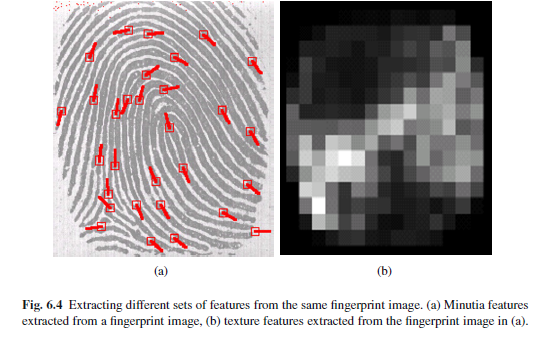 (a)
(b)
Fig. 6.4 Extracting different sets of features from the same fingerprint image. (a) Minutia features
extracted from a fingerprint image, (b) texture features extracted from the fingerprint image in (a).